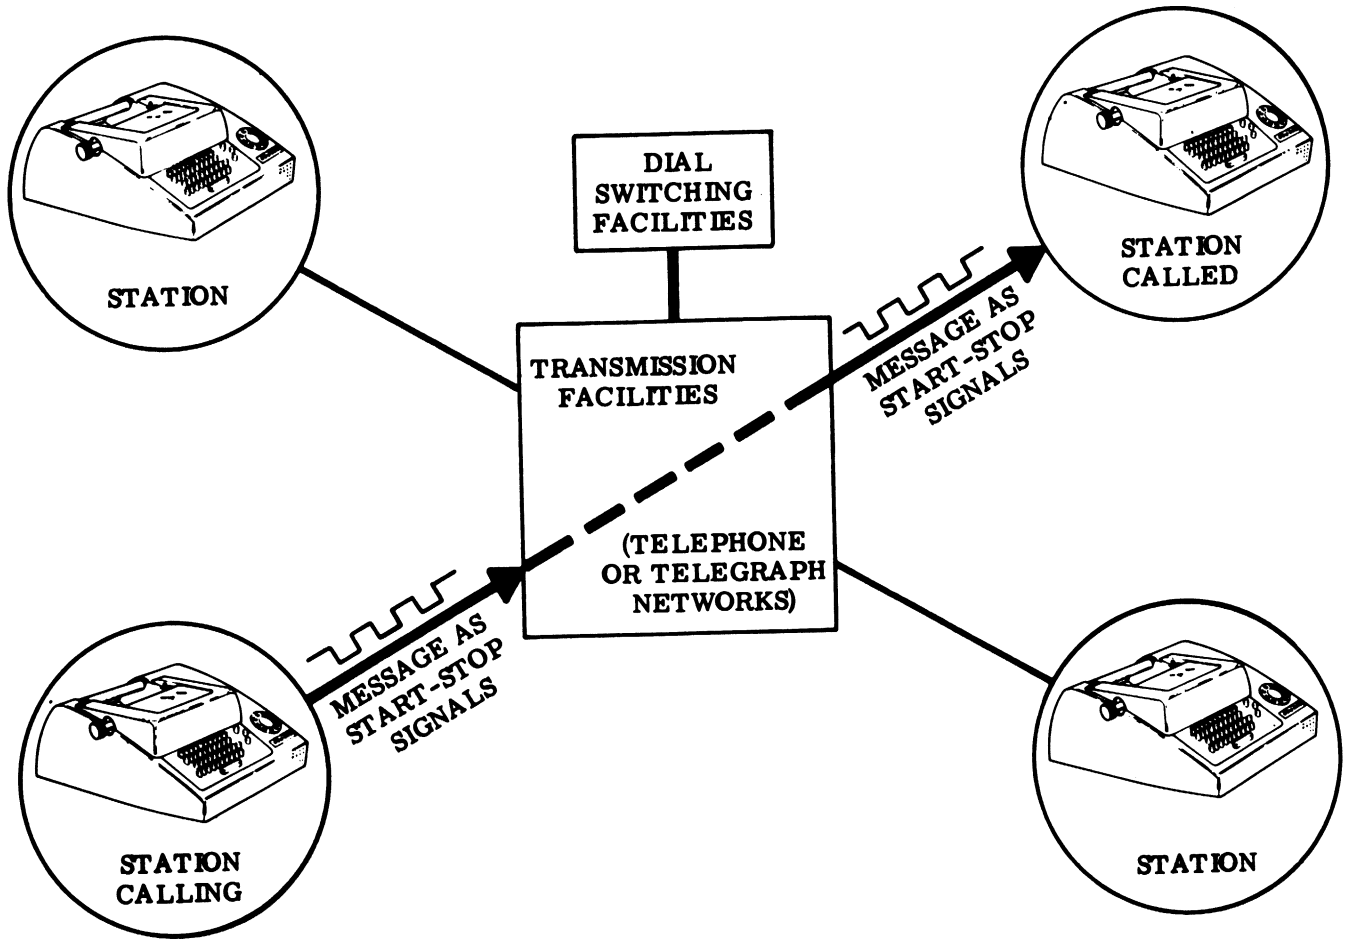 STATION
DIAL
SWITCHING
FACILITIES
STATION
CALLED
TRANSMISSION
FACILITIES
MESSAGE AS
START-STOP
SIGNALS
(TELEPHONE
OR TELEGRAPH
NETWORKS)
MESSAGE AS
START-STOP
SIGNALS
STATION
CALLING
STATION